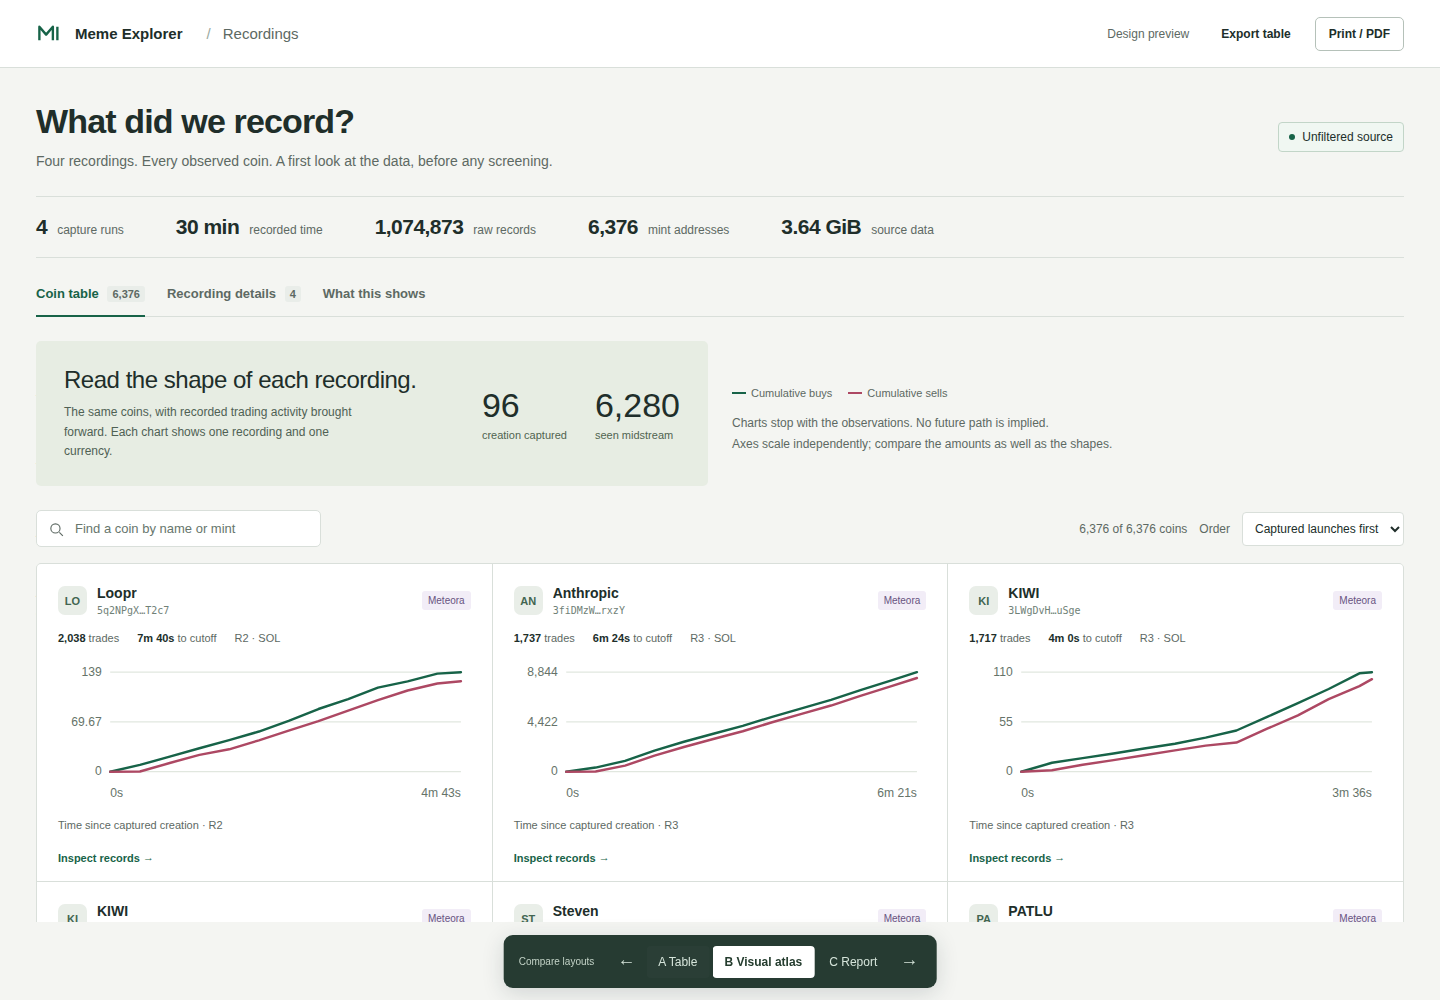 Meme Explorer / Recordings
Design preview
Export table
Print / PDF
What did we record?
Four recordings. Every observed coin. A first look at the data, before any screening.
Unfiltered source
4 capture runs
30 min recorded time
1,074,873 raw records
6,376 mint addresses
3.64 GiB source data
Coin table 6,376
Recording details 4
What this shows
Read the shape of each recording.
The same coins, with recorded trading activity brought
forward. Each chart shows one recording and one
currency.
96
creation captured
6,280
seen midstream
Cumulative buys
Cumulative sells
Charts stop with the observations. No future path is implied.
Axes scale independently; compare the amounts as well as the shapes.
Find a coin by name or mint
6,376 of 6,376 coins
Order
Captured launches first
LO
Loopr
5q2NPgX…T2c7
Meteora
2,038 trades 7m 40s to cutoff R2 · SOL
139
69.67
0
0s
4m 43s
Time since captured creation · R2
Inspect records →
AN
Anthropic
3fiDMzW…rxzY
Meteora
1,737 trades 6m 24s to cutoff R3 · SOL
8,844
4,422
0
0s
6m 21s
Time since captured creation · R3
Inspect records →
KI
KIWI
3LWgDvH…uSge
Meteora
1,717 trades 4m 0s to cutoff R3 · SOL
110
55
0
0s
3m 36s
Time since captured creation · R3
Inspect records →
KI
KIWI
Meteora
ST
Steven
Meteora
PA
PATLU
Meteora
Compare layouts
←
A Table
B Visual atlas
C Report
→